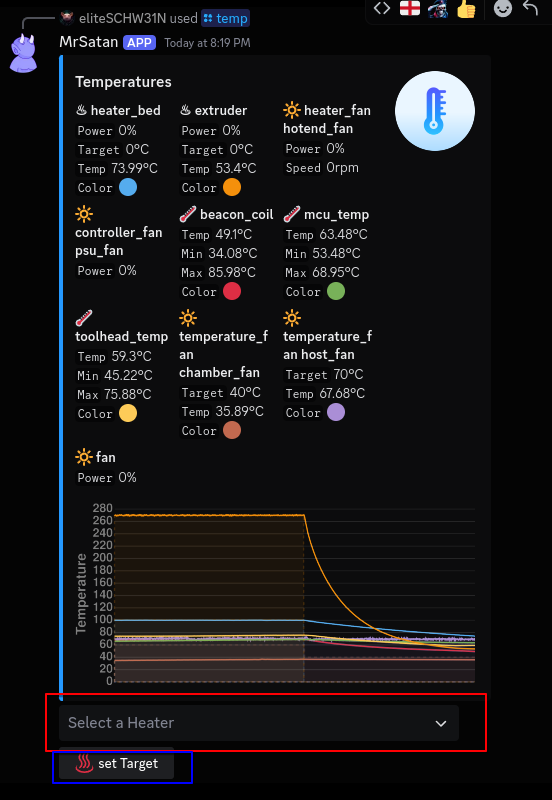 eliteSCHW31N used temp
MrSatan APP Today at 8:19 PM
Temperatures
heater_bed
Power 0%
Target 0°C
Temp 73.99°C
Color
extruder
Power 0%
Target 0°C
Temp 53.4°C
Color
heater_fan
hotend_fan
Power 0%
Speed 0rpm
controller_fan
psu_fan
Power 0%
beacon_coil
Temp 49.1°C
Min 34.08°C
Max 85.98°C
Color
mcu_temp
Temp 63.48°C
Min 53.48°C
Max 68.95°C
Color
toolhead_temp
Temp 59.3°C
Min 45.22°C
Max 75.88°C
Color
temperature_f
an
chamber_fan
Target 40°C
Temp 35.89°C
Color
temperature_f
an host_fan
Target 70°C
Temp 67.68°C
Color
fan
Power 0%
Temperature
280
260
240
220
200
180
160
140
120
100
80
60
40
20
0
Select a Heater
set Target